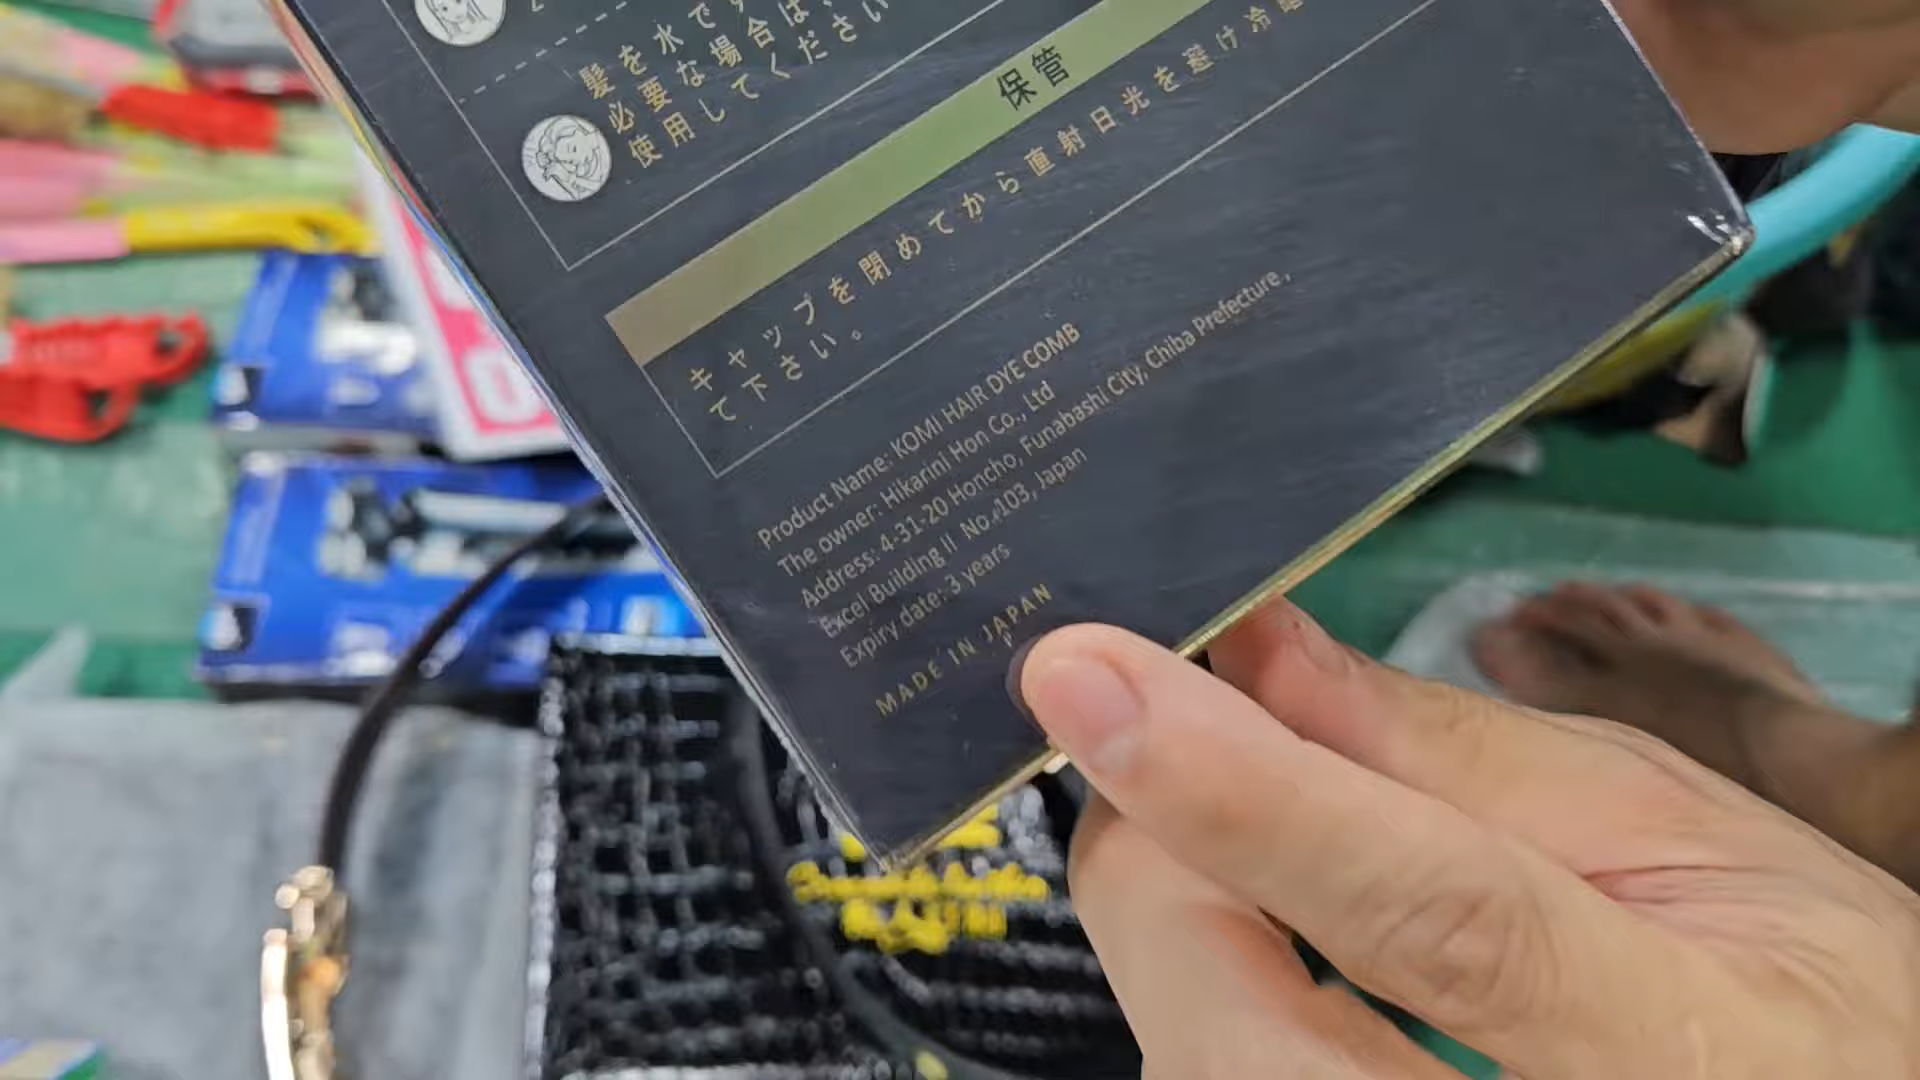 髪を水です
必要な場合は、
使用してください
保管
キャップを閉めてから直射日光を避け冷暗
て下さい。
Product Name: KOMI HAIR DYE COMB
The owner: Hikarini Hon Co., Ltd
Address: 4-31-20 Honcho, Funabashi City, Chiba Prefecture,
Excel Building II No.103, Japan
Expiry date: 3 years
MADE IN JAPAN